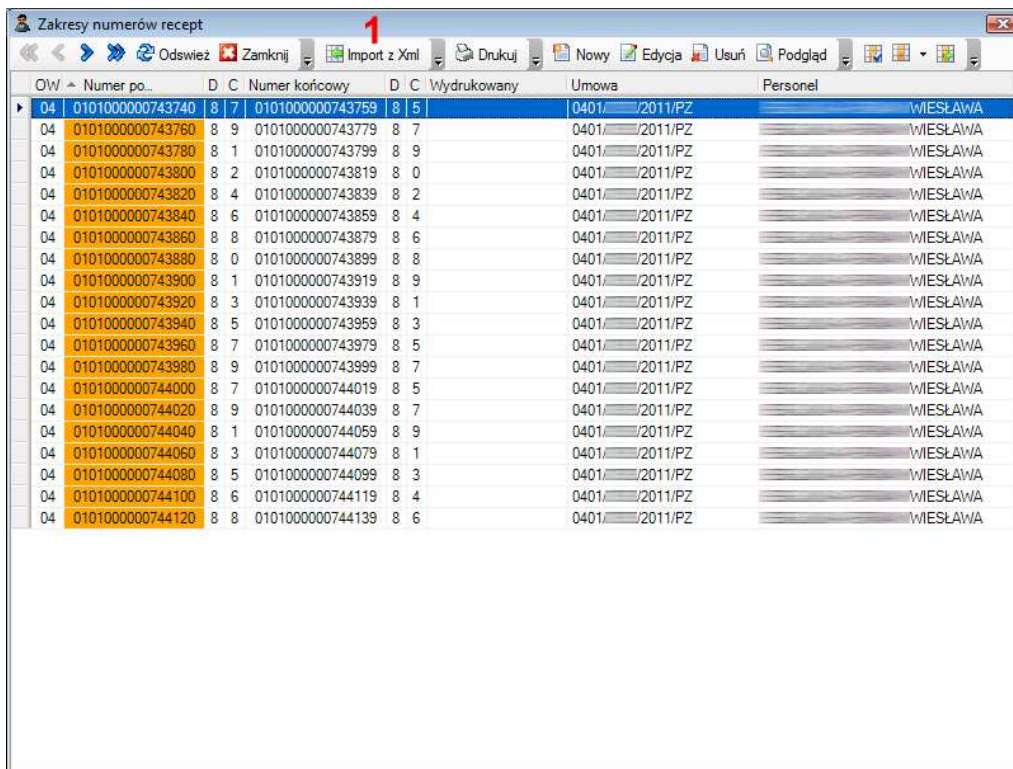 Zakresy numerów recept
1
Odswież Zamknij Import z Xml Drukuj Nowy Edycja Usuń Podgląd
OW Numer po... D C Numer końcowy D C Wydrukowany Umowa Personel
04 0101000000743740 8 7 0101000000743759 8 5 0401/ /2011/PZ WIESŁAWA
04 0101000000743760 8 9 0101000000743779 8 7 0401/ /2011/PZ WIESŁAWA
04 0101000000743780 8 1 0101000000743799 8 9 0401/ /2011/PZ WIESŁAWA
04 0101000000743800 8 2 0101000000743819 8 0 0401/ /2011/PZ WIESŁAWA
04 0101000000743820 8 4 0101000000743839 8 2 0401/ /2011/PZ WIESŁAWA
04 0101000000743840 8 6 0101000000743859 8 4 0401/ /2011/PZ WIESŁAWA
04 0101000000743860 8 8 0101000000743879 8 6 0401/ /2011/PZ WIESŁAWA
04 0101000000743880 8 0 0101000000743899 8 8 0401/ /2011/PZ WIESŁAWA
04 0101000000743900 8 1 0101000000743919 8 9 0401/ /2011/PZ WIESŁAWA
04 0101000000743920 8 3 0101000000743939 8 1 0401/ /2011/PZ WIESŁAWA
04 0101000000743940 8 5 0101000000743959 8 3 0401/ /2011/PZ WIESŁAWA
04 0101000000743960 8 7 0101000000743979 8 5 0401/ /2011/PZ WIESŁAWA
04 0101000000743980 8 9 0101000000743999 8 7 0401/ /2011/PZ WIESŁAWA
04 0101000000744000 8 7 0101000000744019 8 5 0401/ /2011/PZ WIESŁAWA
04 0101000000744020 8 9 0101000000744039 8 7 0401/ /2011/PZ WIESŁAWA
04 0101000000744040 8 1 0101000000744059 8 9 0401/ /2011/PZ WIESŁAWA
04 0101000000744060 8 3 0101000000744079 8 1 0401/ /2011/PZ WIESŁAWA
04 0101000000744080 8 5 0101000000744099 8 3 0401/ /2011/PZ WIESŁAWA
04 0101000000744100 8 6 0101000000744119 8 4 0401/ /2011/PZ WIESŁAWA
04 0101000000744120 8 8 0101000000744139 8 6 0401/ /2011/PZ WIESŁAWA